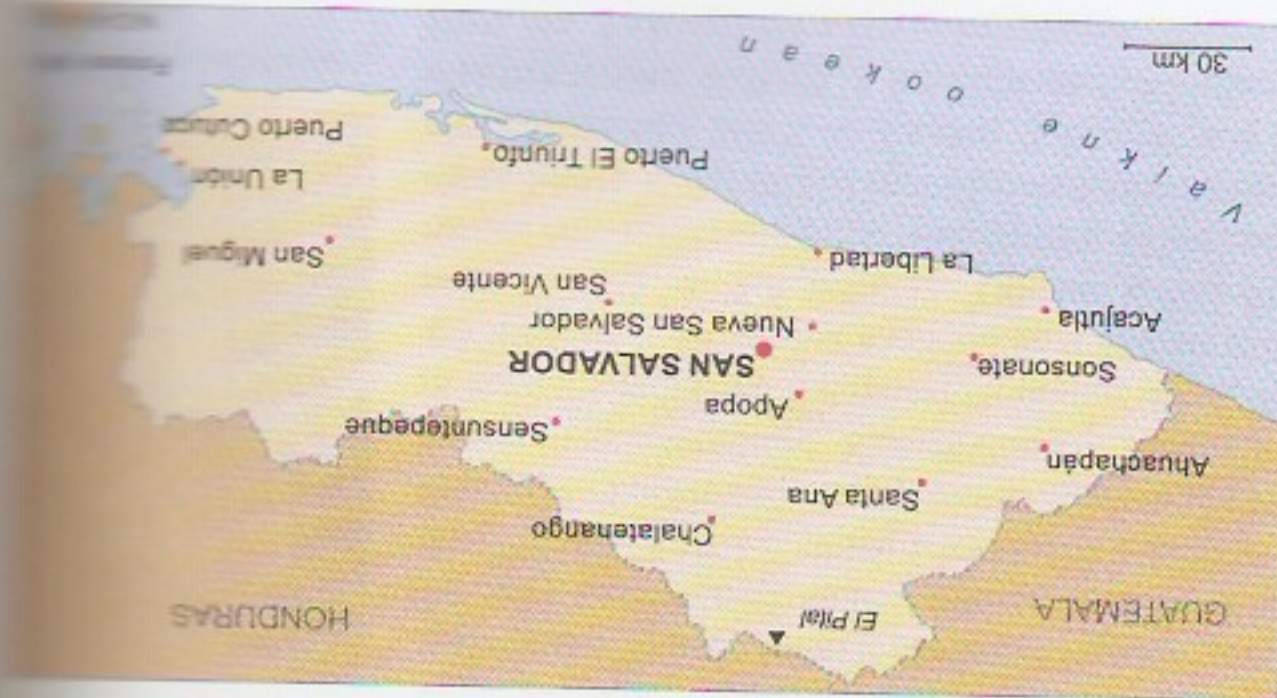 GUATEMALA
El Pital
HONDURAS
Chalatenango
Santa Ana
Ahuachapán
Sensuntepeque
Apopa
SAN SALVADOR
Sonsonate
Nueva San Salvador
Acajutla
San Vicente
La Libertad
San Miguel
La Unión
Puerto El Triunfo
Puerto Cutuco
Vaikne ookean
30 km